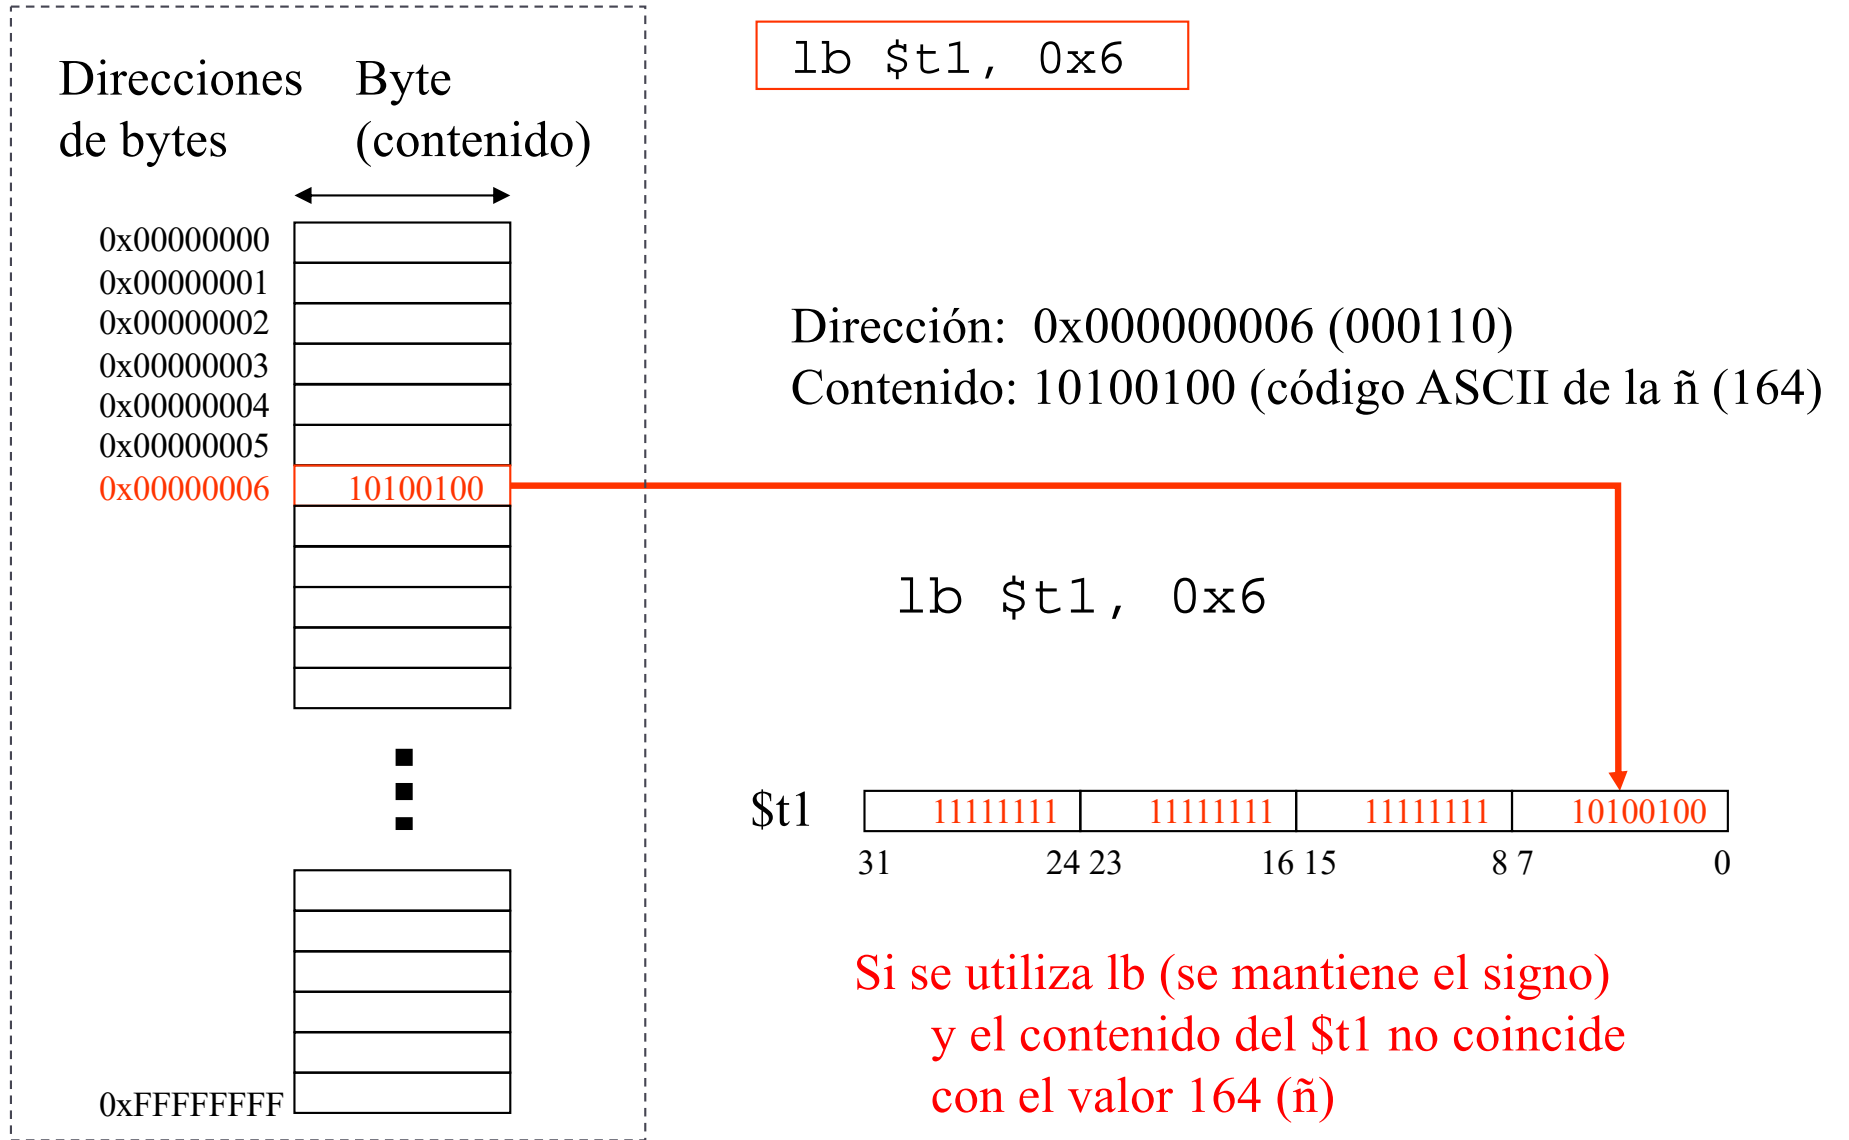 Direcciones Byte
de bytes (contenido)
0x00000000
0x00000001
0x00000002
0x00000003
0x00000004
0x00000005
0x00000006 10100100
0xFFFFFFFF
lb $t1, 0x6
Dirección: 0x000000006 (000110)
Contenido: 10100100 (código ASCII de la ñ (164)
lb $t1, 0x6
$t1 11111111 11111111 11111111 10100100
31 24 23 16 15 8 7 0
Si se utiliza lb (se mantiene el signo)
y el contenido del $t1 no coincide
con el valor 164 (ñ)